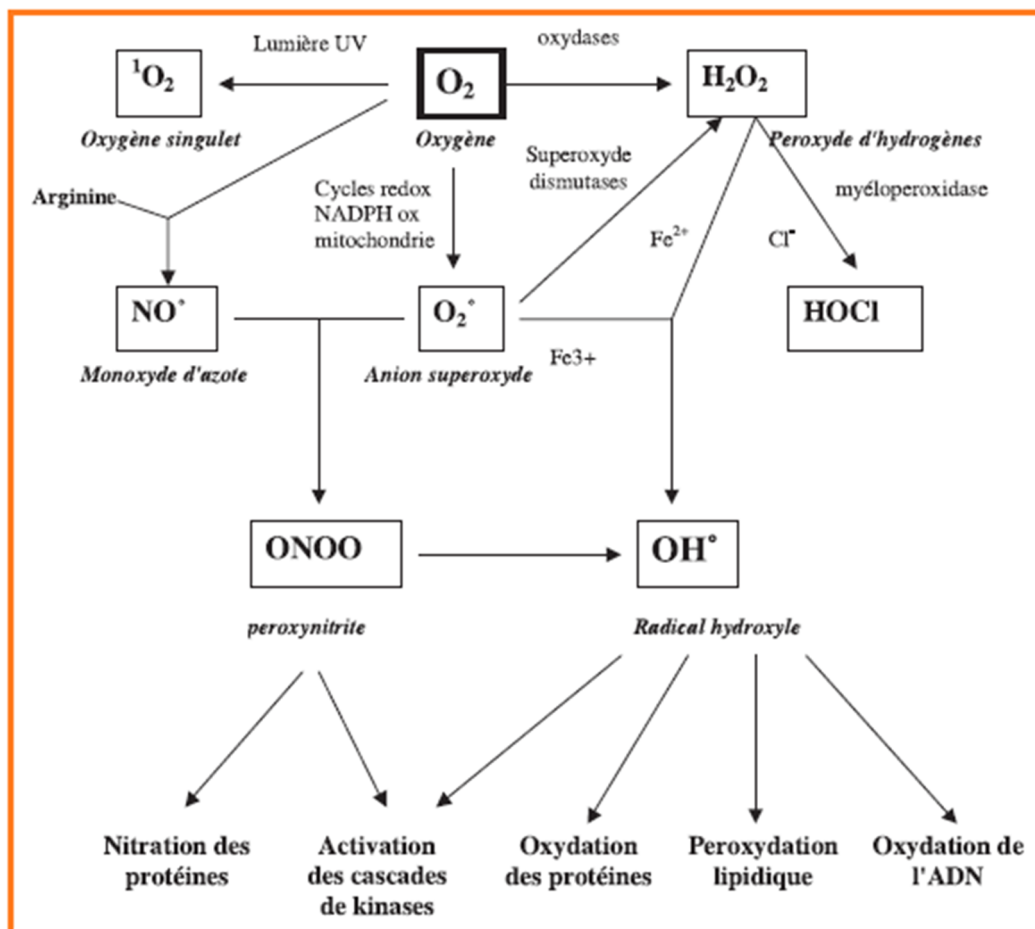 Lumière UV
oxydases
¹O₂
O₂
H₂O₂
Oxygène singulet
Oxygène
Peroxyde d'hydrogènes
Superoxyde
dismutases
myéloperoxidase
Arginine
Cycles redox
NADPH ox
mitochondrie
Fe²⁺
Cl⁻
NO°
O₂°
HOCl
Monoxyde d'azote
Anion superoxyde
Fe3+
ONOO
OH°
peroxynitrite
Radical hydroxyle
Nitration des
protéines
Activation
des cascades
de kinases
Oxydation
des protéines
Peroxydation
lipidique
Oxydation de
l'ADN